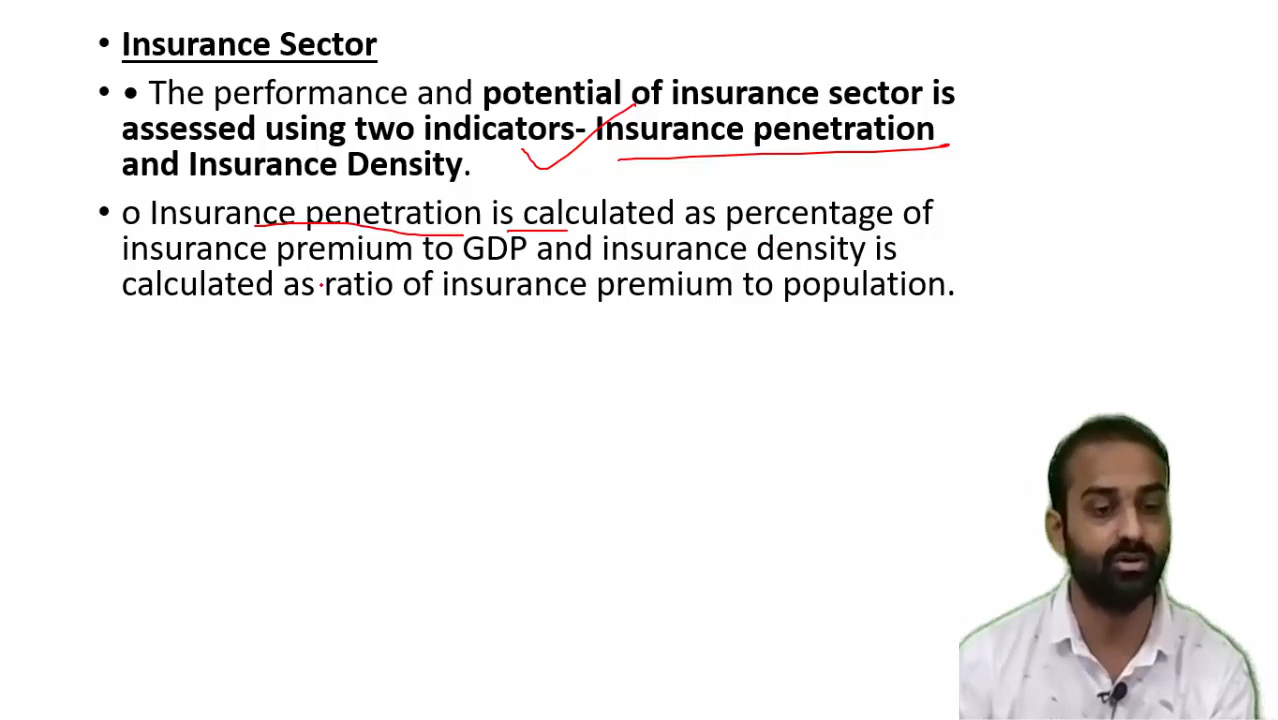 • Insurance Sector
• • The performance and potential of insurance sector is
assessed using two indicators- Insurance penetration
and Insurance Density.
• o Insurance penetration is calculated as percentage of
insurance premium to GDP and insurance density is
calculated as ratio of insurance premium to population.